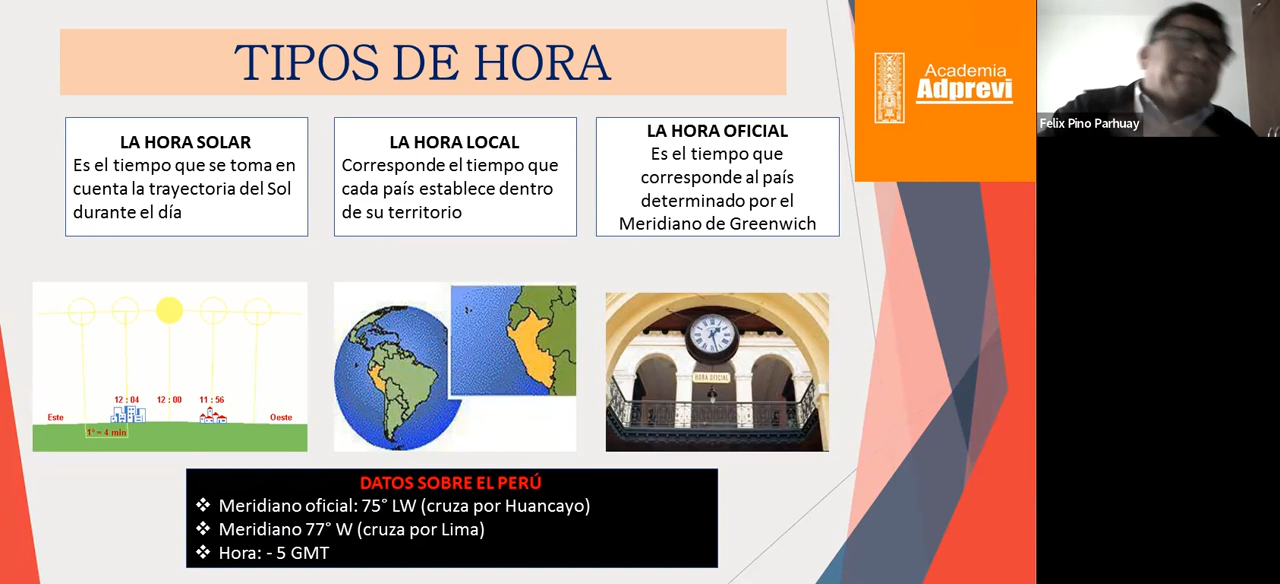 TIPOS DE HORA
LA HORA SOLAR
Es el tiempo que se toma en
cuenta la trayectoria del Sol
durante el día
LA HORA LOCAL
Corresponde el tiempo que
cada país establece dentro
de su territorio
LA HORA OFICIAL
Es el tiempo que
corresponde al país
determinado por el
Meridiano de Greenwich
Academia
Adprevi
Felix Pino Parhuay
12 : 04 12 : 00 11 : 56
Este
Oeste
1° = 4 min
HORA OFICIAL
DATOS SOBRE EL PERÚ
❖ Meridiano oficial: 75° LW (cruza por Huancayo)
❖ Meridiano 77° W (cruza por Lima)
❖ Hora: - 5 GMT